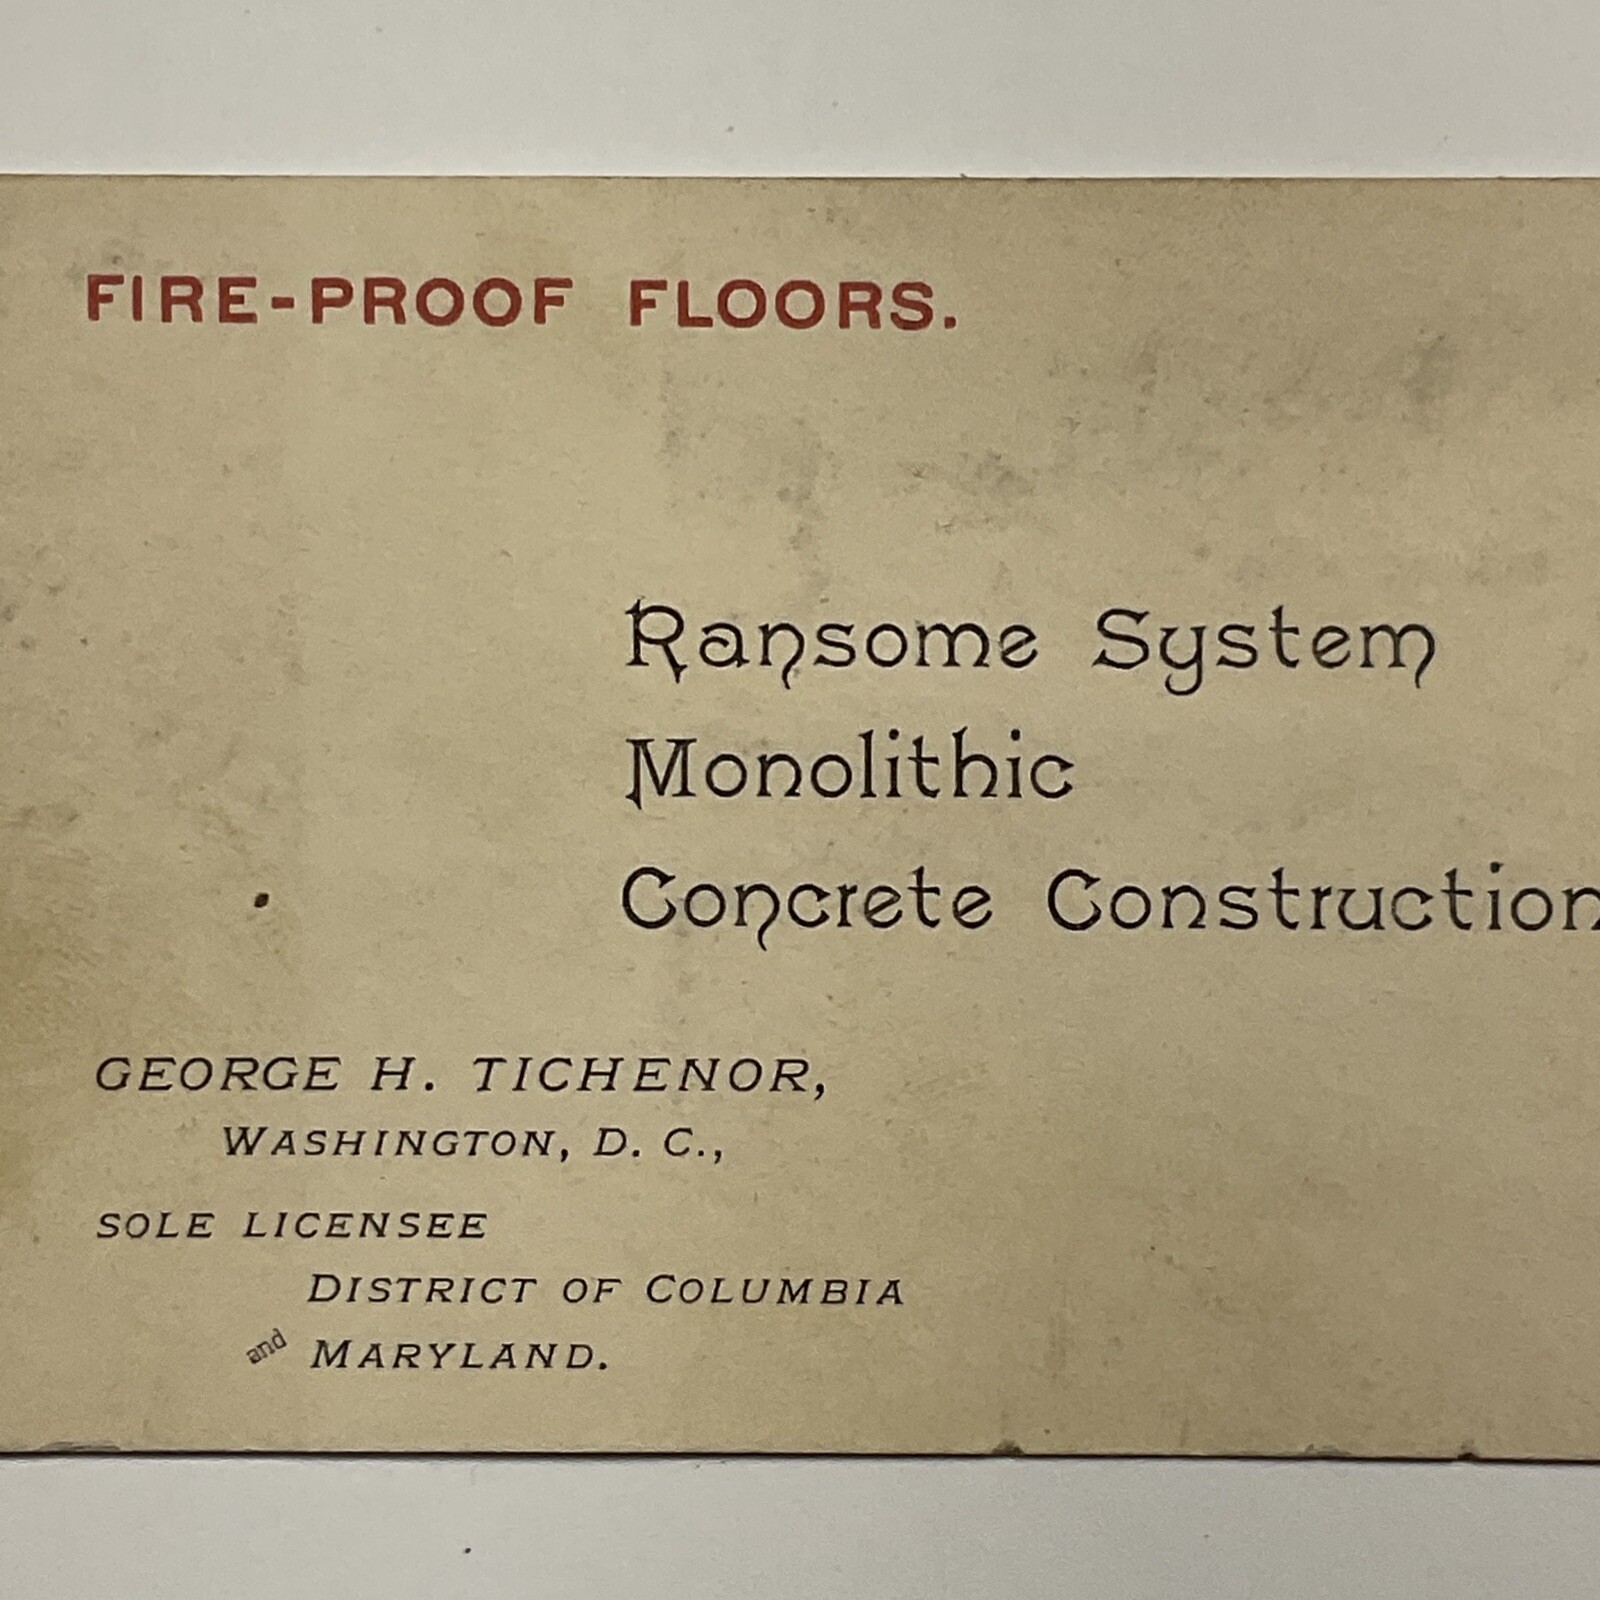 FIRE-PROOF FLOORS.
Ransome System
Monolithic
Concrete Construction
GEORGE H. TICHENOR,
WASHINGTON, D. C.,
SOLE LICENSEE
DISTRICT OF COLUMBIA
and MARYLAND.